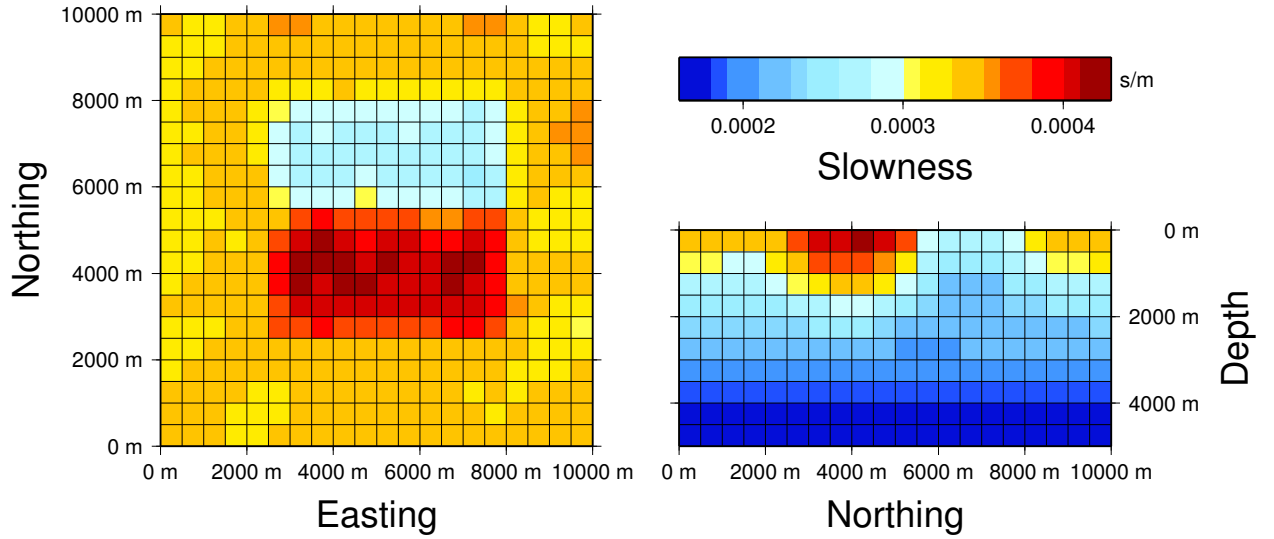 10000 m
8000 m
6000 m
4000 m
2000 m
0 m
Northing
0 m 2000 m 4000 m 6000 m 8000 m 10000 m
Easting
s/m
0.0002 0.0003 0.0004
Slowness
0 m
2000 m
4000 m
Depth
0 m 2000 m 4000 m 6000 m 8000 m 10000 m
Northing